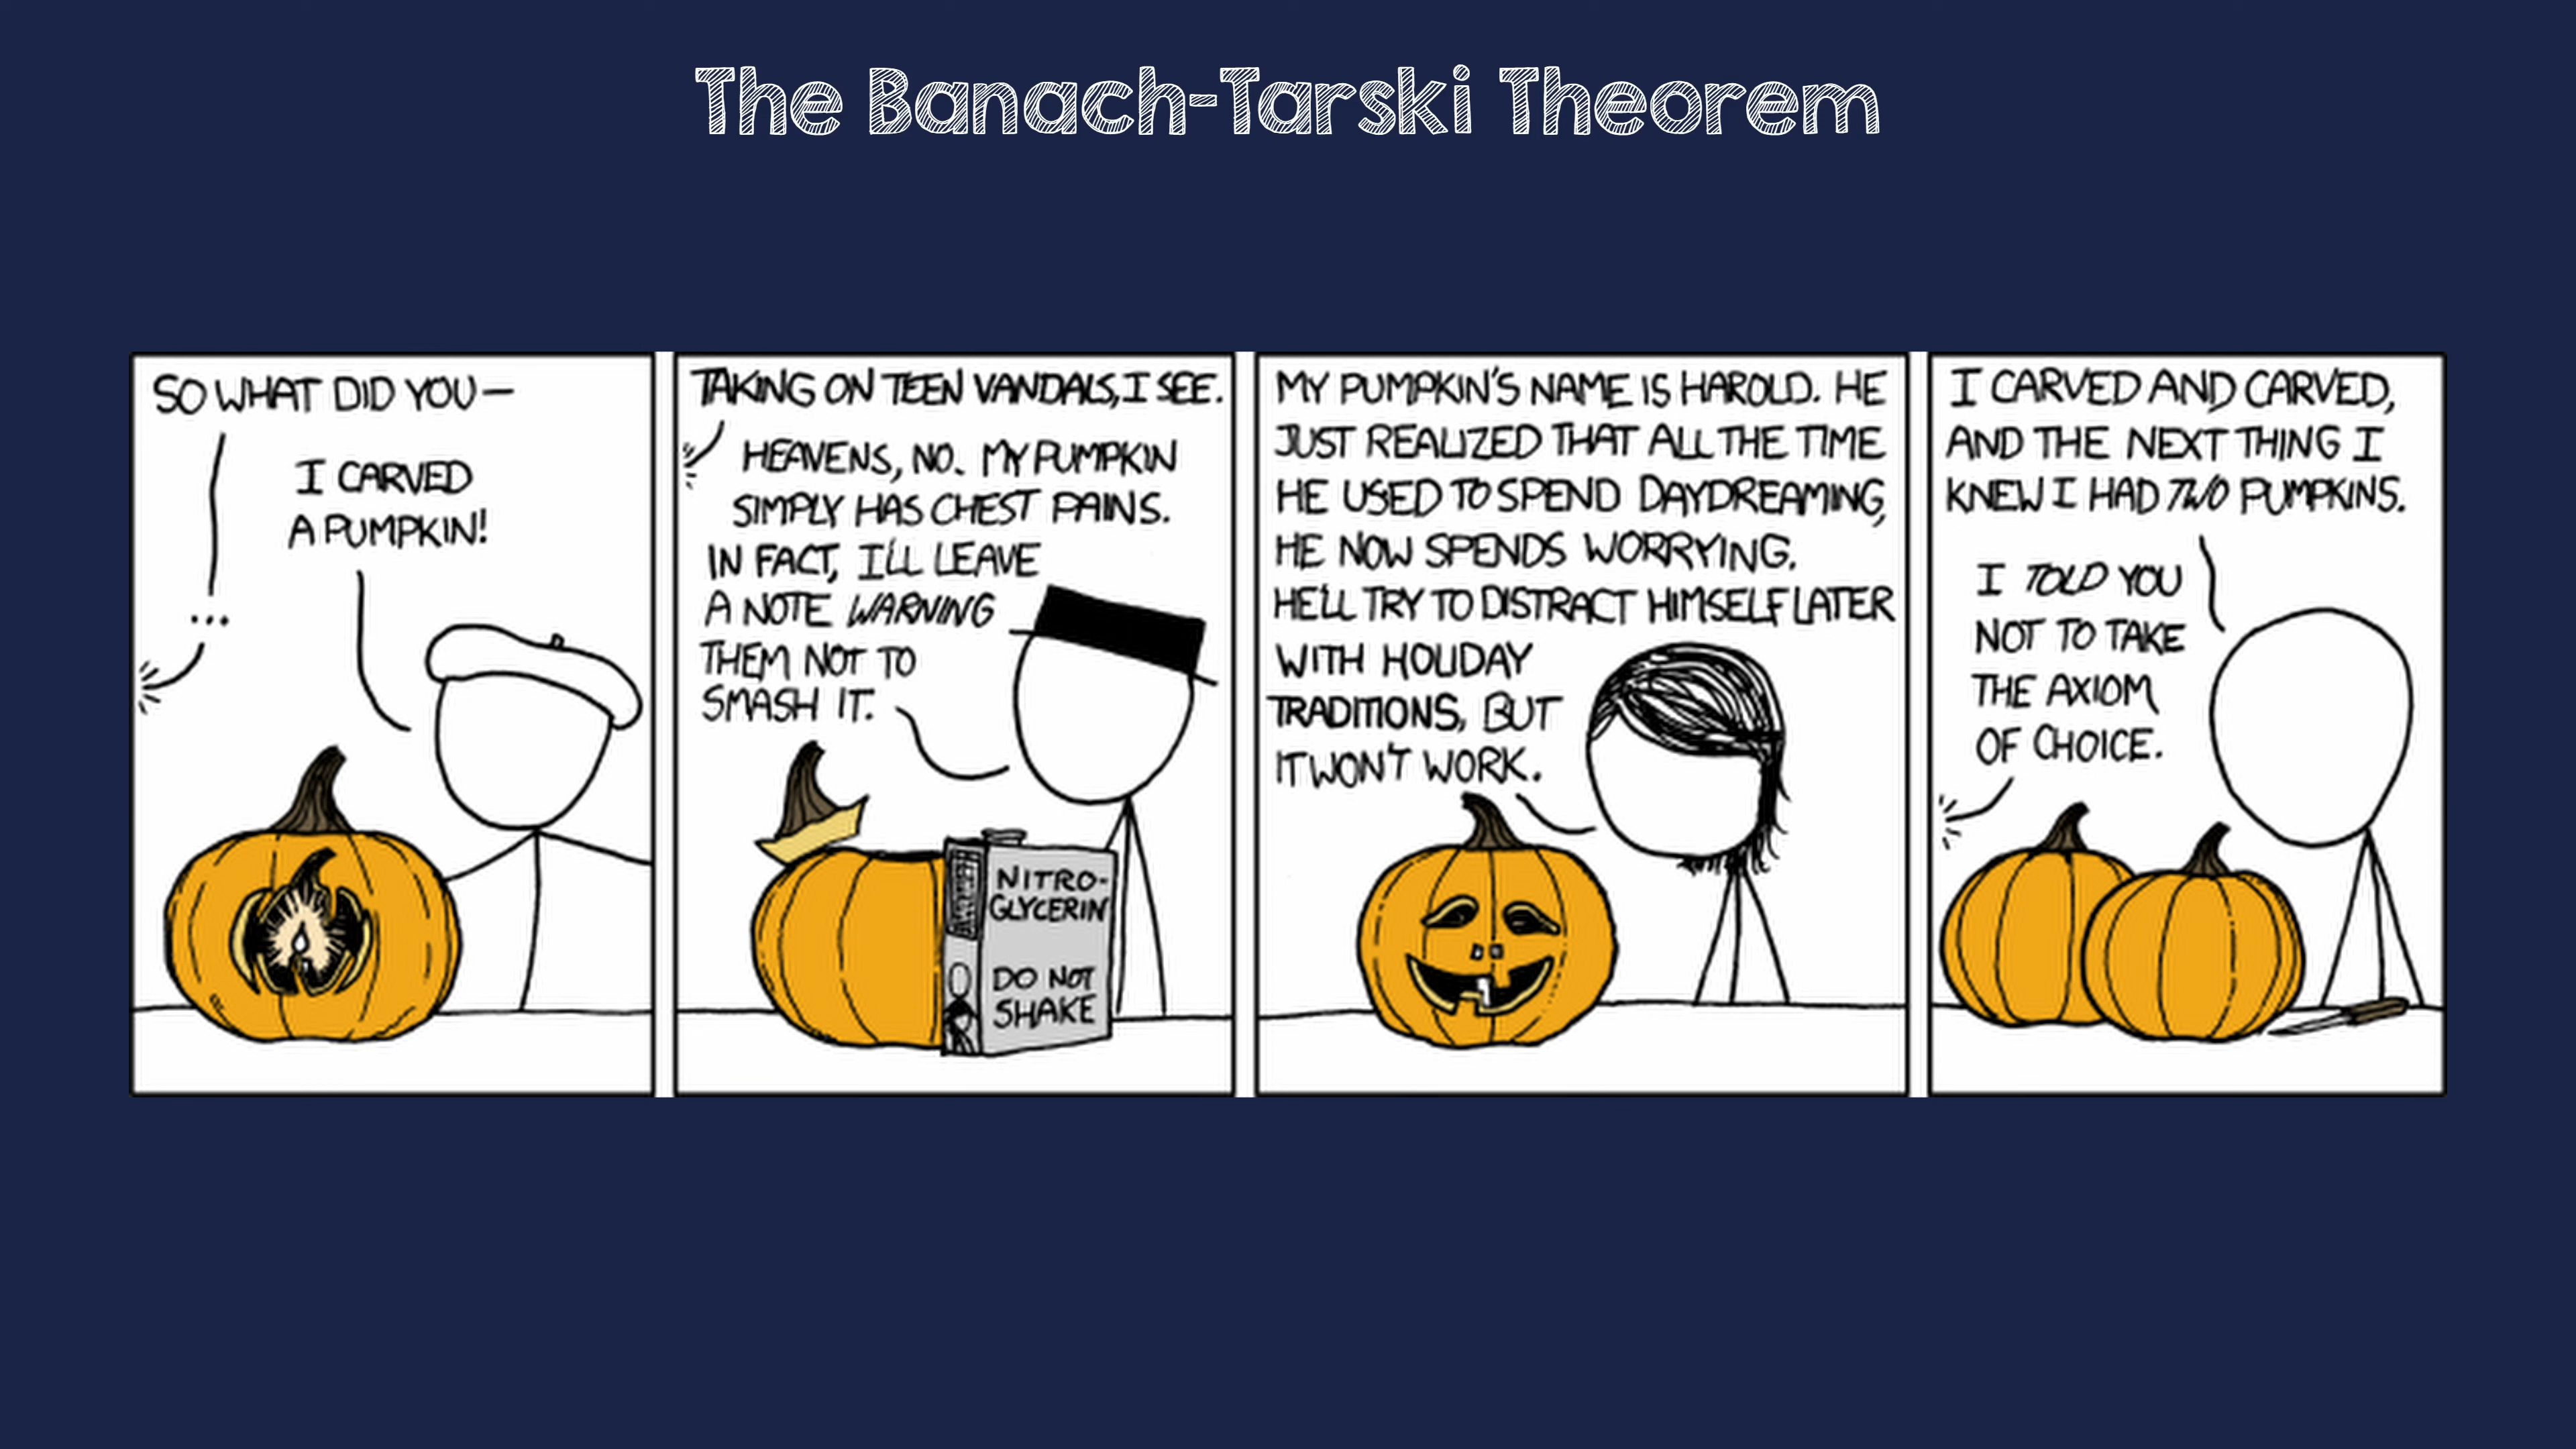 The Banach-Tarski Theorem
SO WHAT DID YOU—
I CARVED
A PUMPKIN!
...
TAKING ON TEEN VANDALS, I SEE.
HEAVENS, NO. MY PUMPKIN
SIMPLY HAS CHEST PAINS.
IN FACT, I'LL LEAVE
A NOTE WARNING
THEM NOT TO
SMASH IT.
NITRO-
GLYCERIN
DO NOT
SHAKE
MY PUMPKIN'S NAME IS HAROLD. HE
JUST REALIZED THAT ALL THE TIME
HE USED TO SPEND DAYDREAMING,
HE NOW SPENDS WORRYING.
HE'LL TRY TO DISTRACT HIMSELF LATER
WITH HOLIDAY
TRADITIONS, BUT
IT WON'T WORK.
I CARVED AND CARVED,
AND THE NEXT THING I
KNEW I HAD TWO PUMPKINS.
I TOLD YOU
NOT TO TAKE
THE AXIOM
OF CHOICE.